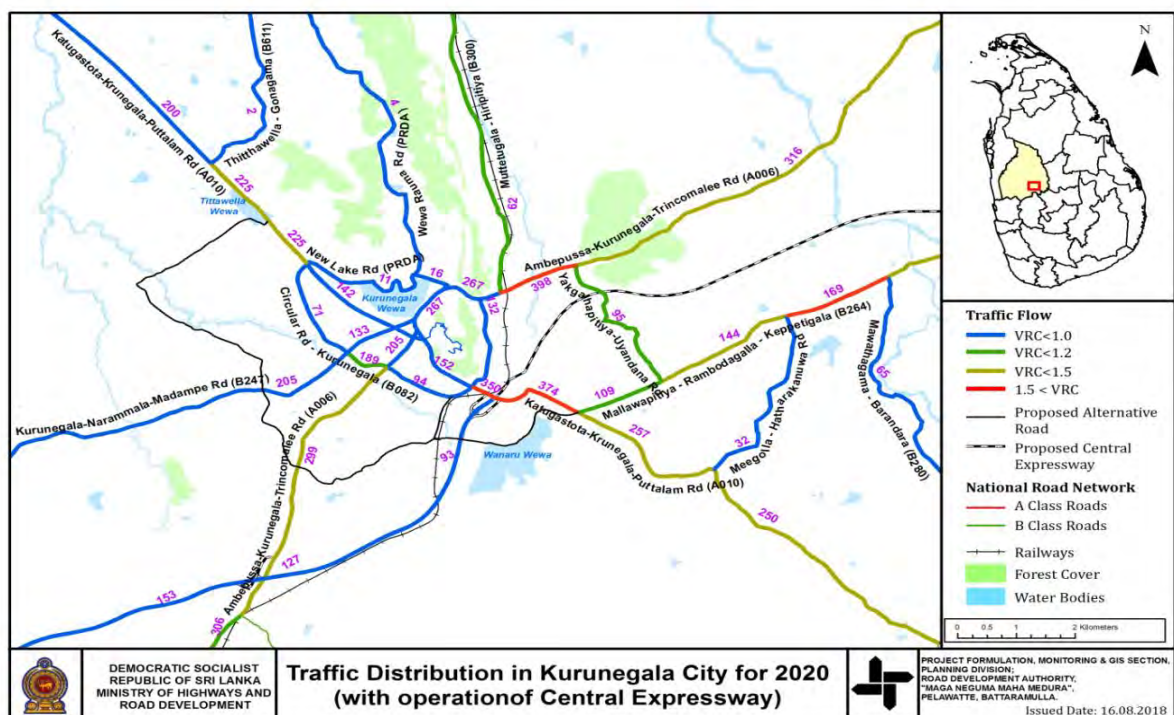 Katugastota-Krunegala-Puttalam Rd (A010)
200
Thitthawella - Gonagama (B611)
2
4
Wewa Rauma Rd (PRDA)
Muttetugala - Hiripitiya (B300)
62
Ambepussa-Kurunegala-Trincomalee Rd (A006)
316
225
Tittawella
Wewa
225
New Lake Rd (PRDA)
11
16
267
398
142
Kurunegala
Wewa
267
132
71
Circular Rd - Kurunegala (B082)
133
205
189
152
94
350
374
Yakgahapitiya-Uyandana Rd
95
109
144
169
Mallawapitiya - Rambodagalla - Keppetigala (B264)
Kurunegala-Narammala-Madampe Rd (B247)
205
Ambepussa-Kurunegala-Trincomalee Rd (A006)
299
Katugastota-Krunegala-Puttalam Rd (A010)
257
32
Meegolla - Hatharakanuwa Rd
65
Mawathagama - Barandara (B280)
Wanaru Wewa
93
250
127
153
306
N
Traffic Flow
VRC<1.0
VRC<1.2
VRC<1.5
1.5 < VRC
Proposed Alternative
Road
Proposed Central
Expressway
National Road Network
A Class Roads
B Class Roads
Railways
Forest Cover
Water Bodies
0 0.5 1 2 Kilometers
DEMOCRATIC SOCIALIST
REPUBLIC OF SRI LANKA
MINISTRY OF HIGHWAYS AND
ROAD DEVELOPMENT
Traffic Distribution in Kurunegala City for 2020
(with operationof Central Expressway)
PROJECT FORMULATION, MONITORING & GIS SECTION,
PLANNING DIVISION;
ROAD DEVELOPMENT AUTHORITY,
"MAGA NEGUMA MAHA MEDURA",
PELAWATTE, BATTARAMULLA.
Issued Date: 16.08.2018